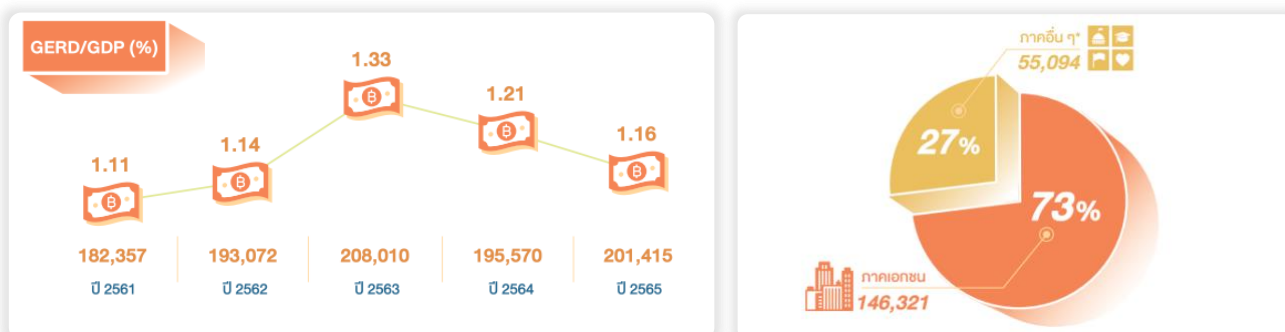 GERD/GDP (%)
1.11
1.14
1.33
1.21
1.16
182,357
193,072
208,010
195,570
201,415
ปี 2561
ปี 2562
ปี 2563
ปี 2564
ปี 2565
ภาคอื่น ๆ*
55,094
27%
73%
ภาคเอกชน
146,321